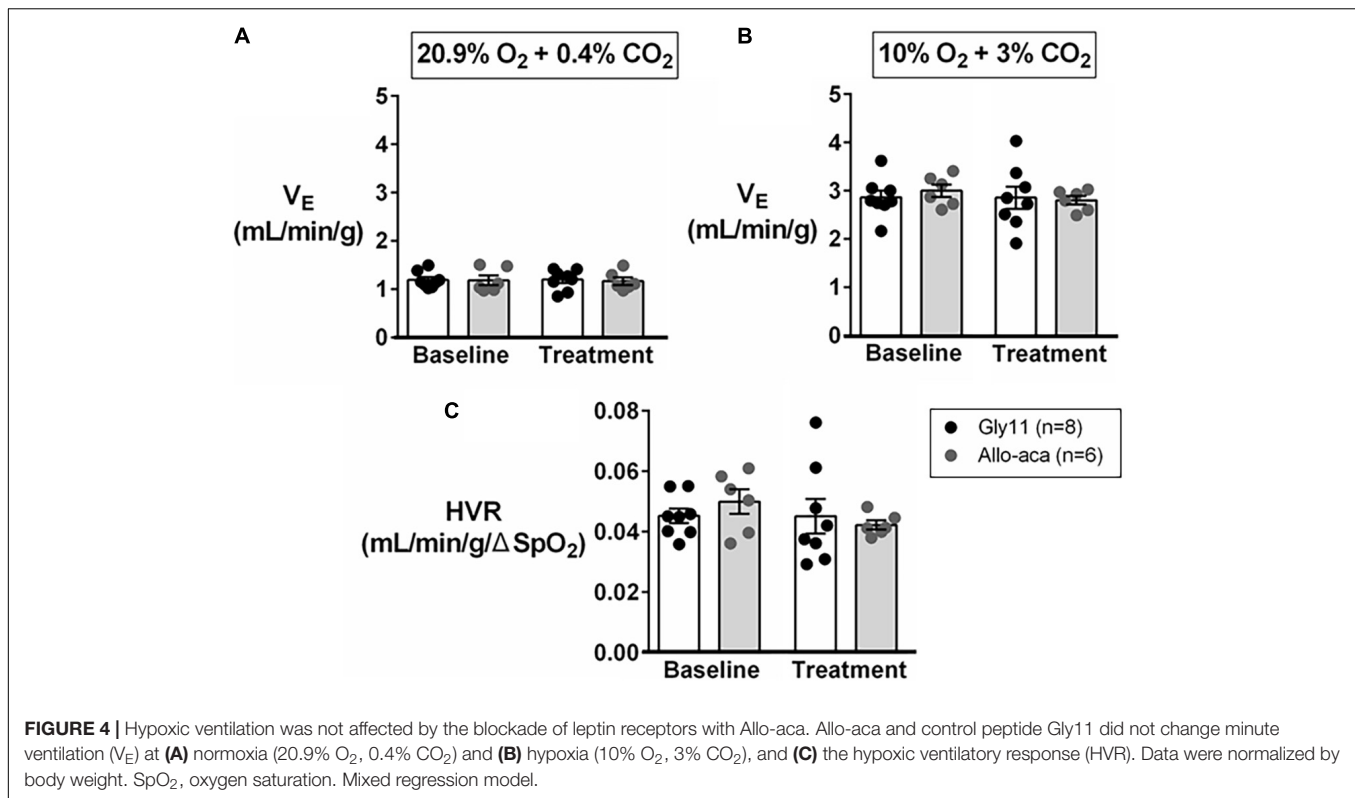 A
20.9% O₂ + 0.4% CO₂
5
4
3
2
1
0
V_E
(mL/min/g)
Baseline
Treatment
B
10% O₂ + 3% CO₂
5
4
3
2
1
0
V_E
(mL/min/g)
Baseline
Treatment
C
0.08
0.06
0.04
0.02
0.00
HVR
(mL/min/g/Δ SpO₂)
Baseline
Treatment
Gly11 (n=8)
Allo-aca (n=6)
FIGURE 4 | Hypoxic ventilation was not affected by the blockade of leptin receptors with Allo-aca. Allo-aca and control peptide Gly11 did not change minute
ventilation (V_E) at (A) normoxia (20.9% O₂, 0.4% CO₂) and (B) hypoxia (10% O₂, 3% CO₂), and (C) the hypoxic ventilatory response (HVR). Data were normalized by
body weight. SpO₂, oxygen saturation. Mixed regression model.